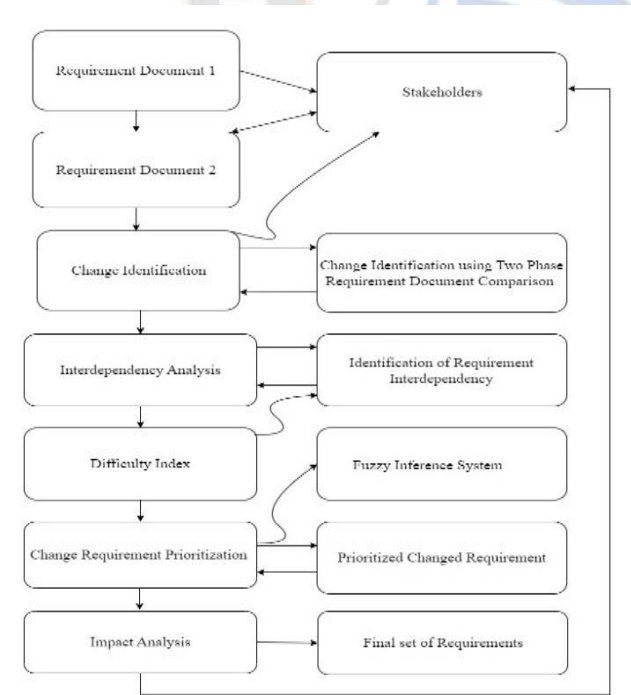 Requirement Document 1
Stakeholders
Requirement Document 2
Change Identification
Change Identification using Two Phase
Requirement Document Comparison
Interdependency Analysis
Identification of Requirement
Interdependency
Difficulty Index
Fuzzy Inference System
Change Requirement Prioritization
Prioritized Changed Requirement
Impact Analysis
Final set of Requirements